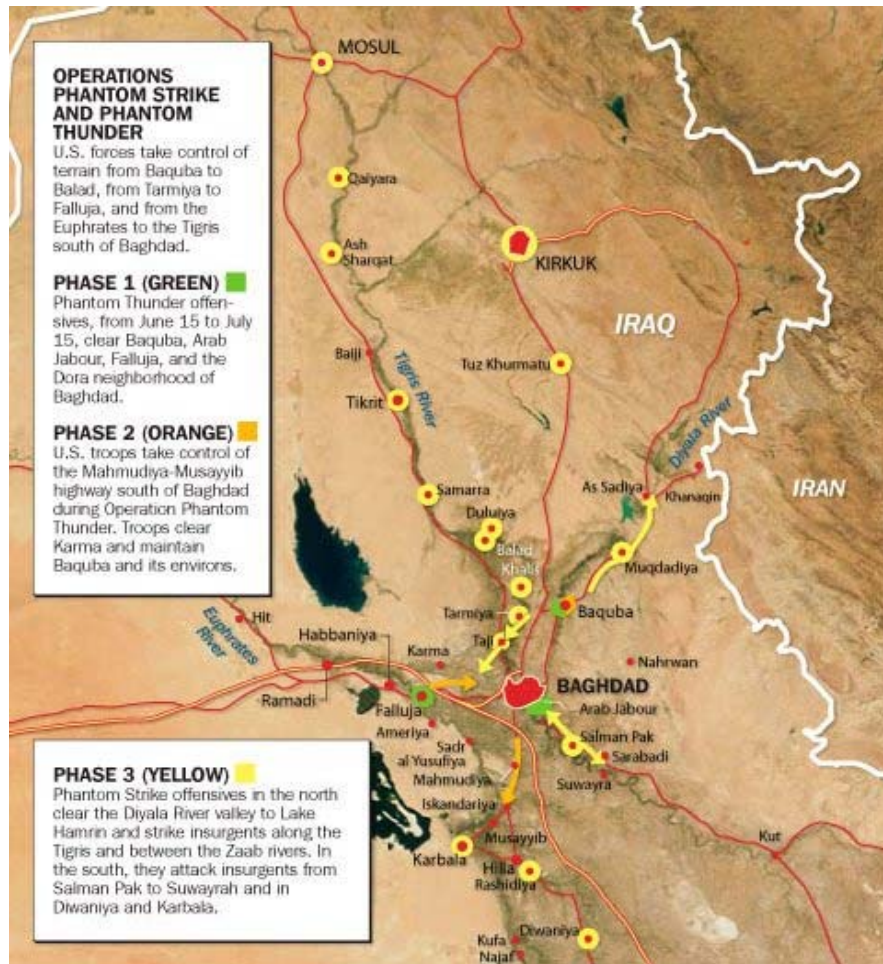 OPERATIONS
PHANTOM STRIKE
AND PHANTOM
THUNDER
U.S. forces take control of
terrain from Baquba to
Balad, from Tarmiya to
Falluja, and from the
Euphrates to the Tigris
south of Baghdad.
PHASE 1 (GREEN)
Phantom Thunder offen-
sives, from June 15 to July
15, clear Baquba, Arab
Jabour, Falluja, and the
Dora neighborhood of
Baghdad.
PHASE 2 (ORANGE)
U.S. troops take control of
the Mahmudiya-Musayyib
highway south of Baghdad
during Operation Phantom
Thunder. Troops clear
Karma and maintain
Baquba and its environs.
MOSUL
Qaiyara
Ash
Sharqat
KIRKUK
IRAQ
Baiji
Tigris River
Tuz Khurmatu
Tikrit
Diyala River
Samarra
As Sadiya
Khanaqin
IRAN
Duluiya
Balad
Khalis
Muqdadiya
Tarmiya
Baquba
Euphrates
River
Hit
Habbaniya
Taji
Karma
Nahrwan
Ramadi
Falluja
BAGHDAD
Arab Jabour
Ameriya
Sadr
al Yusufiya
Salman Pak
Sarabadi
Mahmudiya
Suwayra
Iskandariya
Musayyib
Kut
Karbala
Hilla
Rashidiya
Diwaniya
Kufa
Najaf
PHASE 3 (YELLOW)
Phantom Strike offensives in the north
clear the Diyala River valley to Lake
Hamrin and strike insurgents along the
Tigris and between the Zaab rivers. In
the south, they attack insurgents from
Salman Pak to Suwayrah and in
Diwaniya and Karbala.